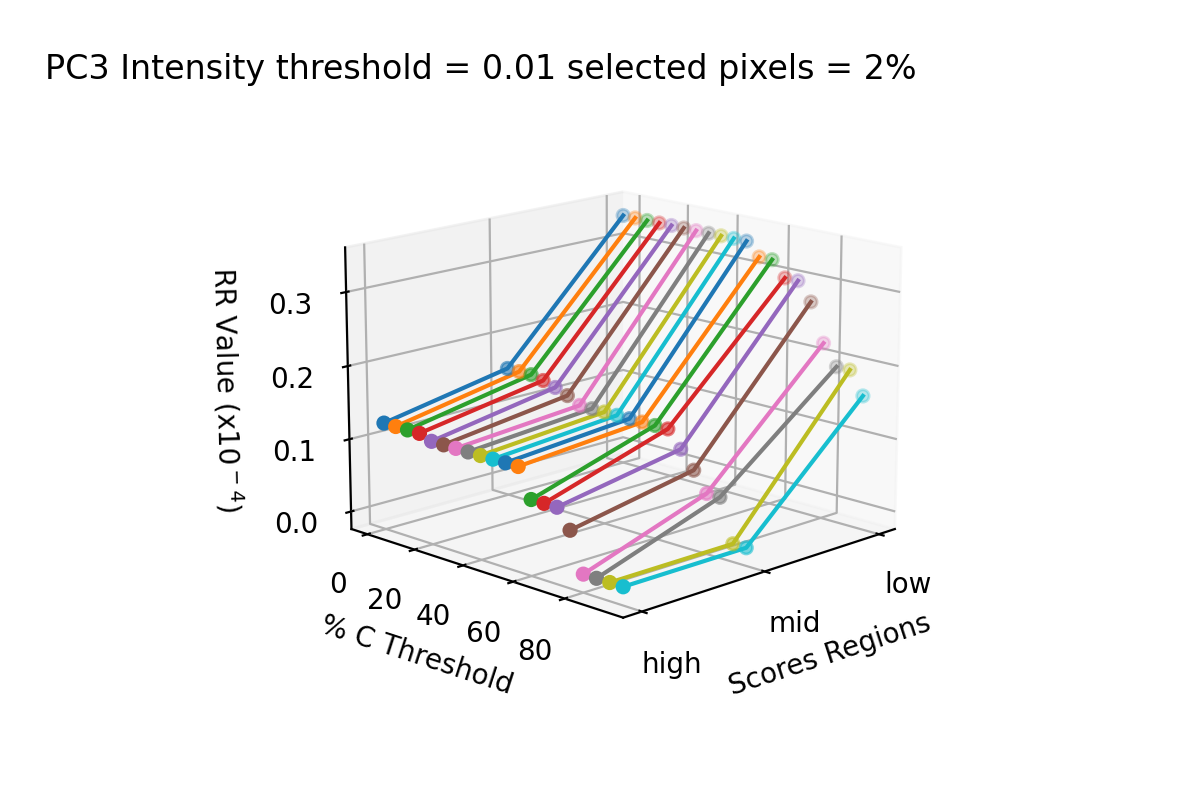 PC3 Intensity threshold = 0.01 selected pixels = 2%
RR Value (x10⁻⁴)
0.3
0.2
0.1
0.0
0
20
40
60
80
% C Threshold
high
mid
low
Scores Regions